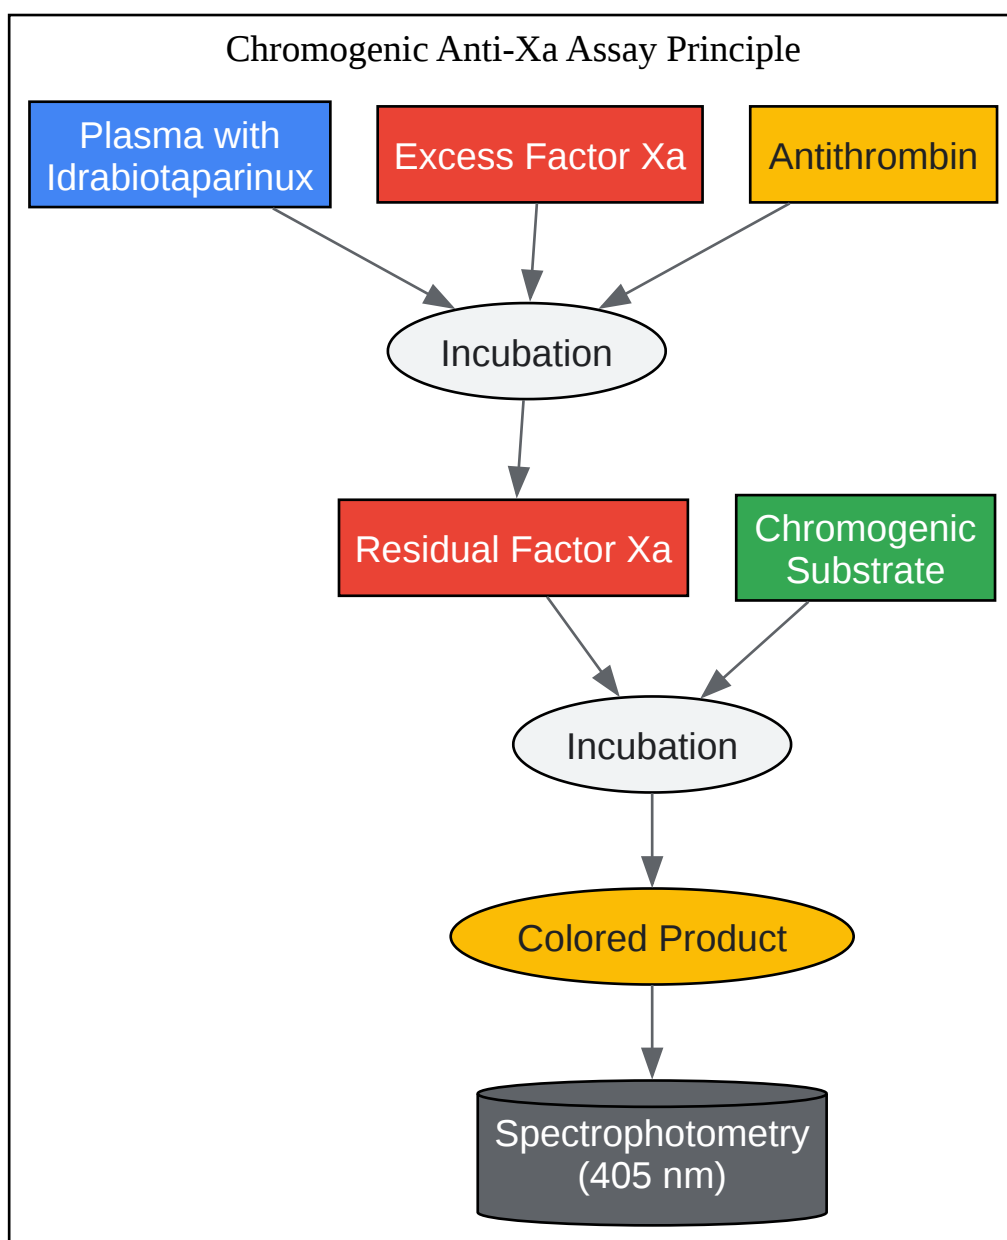 Chromogenic Anti-Xa Assay Principle
Plasma with
Idrabiotaparinux
Excess Factor Xa
Antithrombin
Incubation
Residual Factor Xa
Chromogenic
Substrate
Incubation
Colored Product
Spectrophotometry
(405 nm)